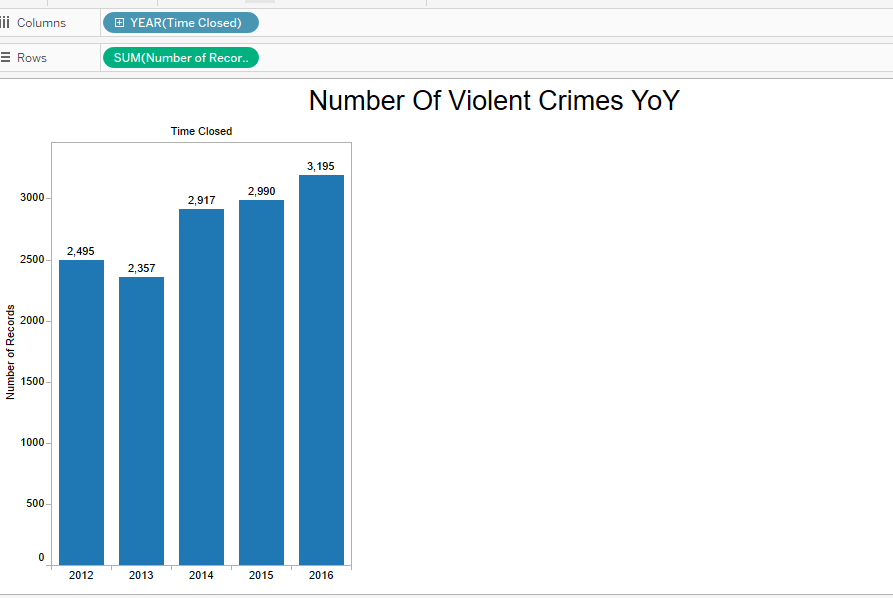 Columns
YEAR(Time Closed)
Rows
SUM(Number of Recor..
Number Of Violent Crimes YoY
Time Closed
3,195
2,990
2,917
2,495
2,357
3000
2500
2000
1500
1000
500
0
Number of Records
2012 2013 2014 2015 2016